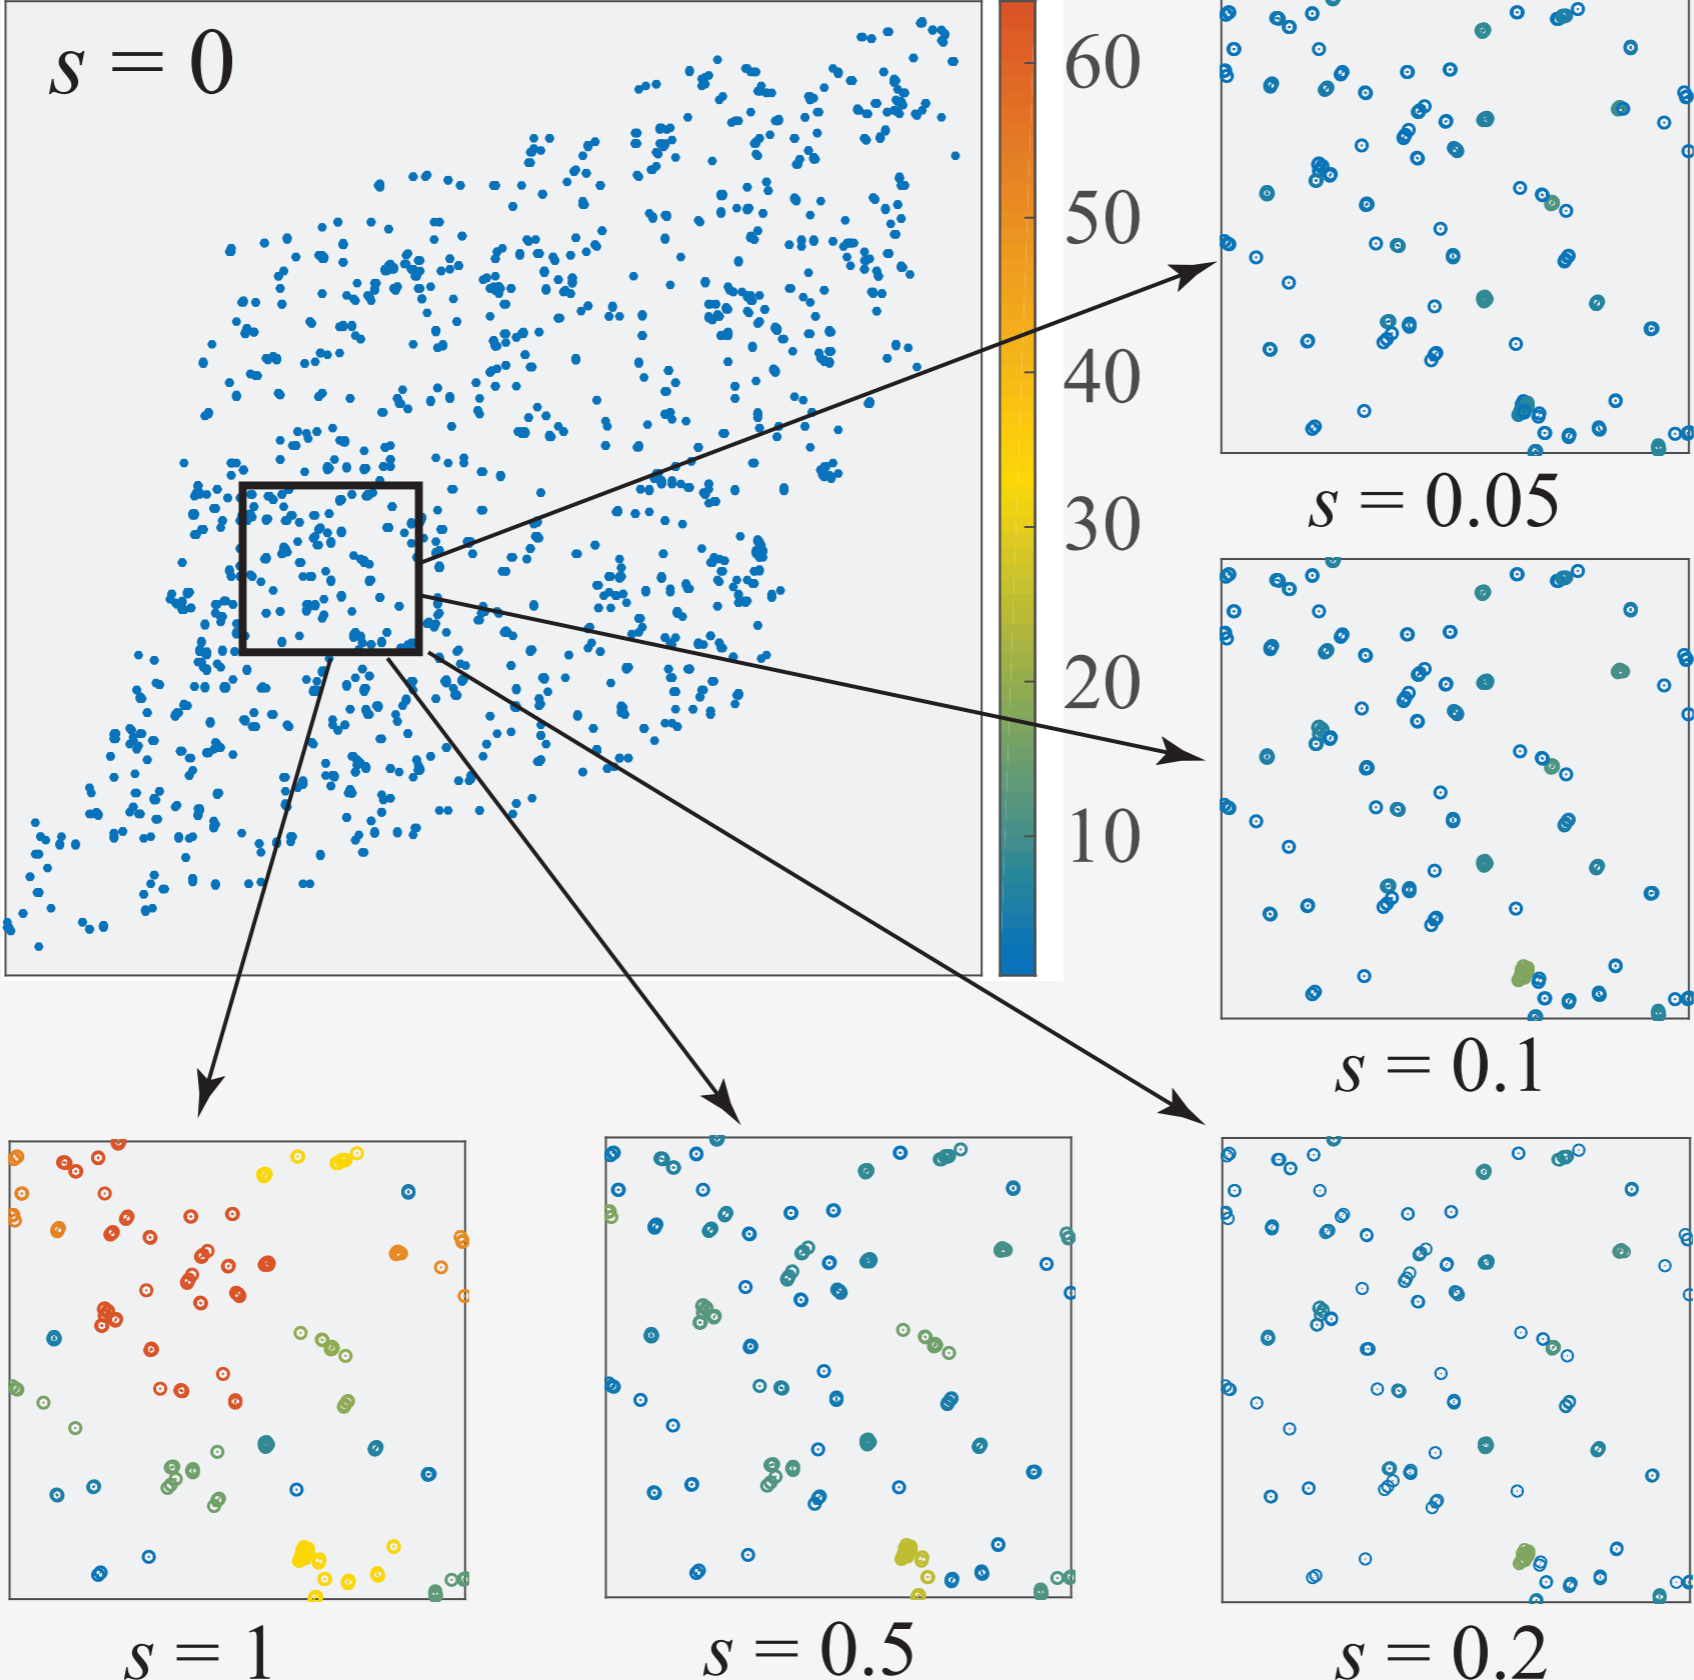 s = 0
60
50
40
30
20
10
s = 0.05
s = 0.1
s = 1
s = 0.5
s = 0.2